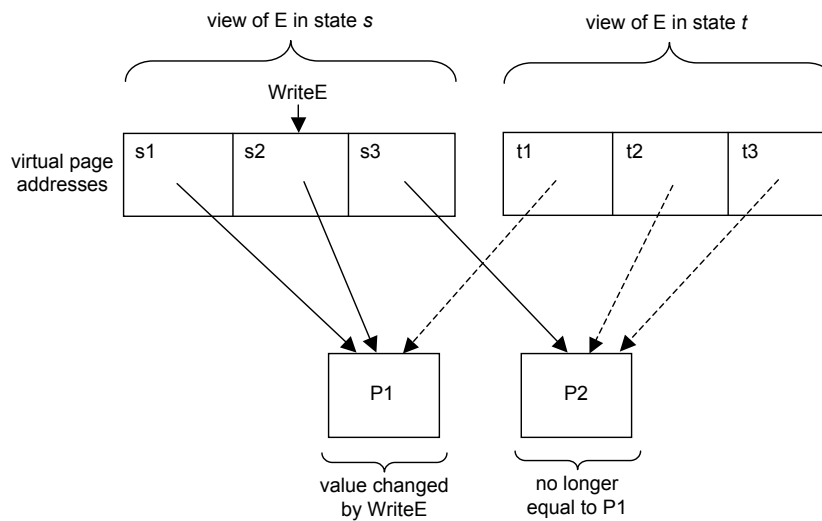 view of E in state s
view of E in state t
WriteE
virtual page
addresses
s1
s2
s3
t1
t2
t3
P1
P2
value changed
by WriteE
no longer
equal to P1